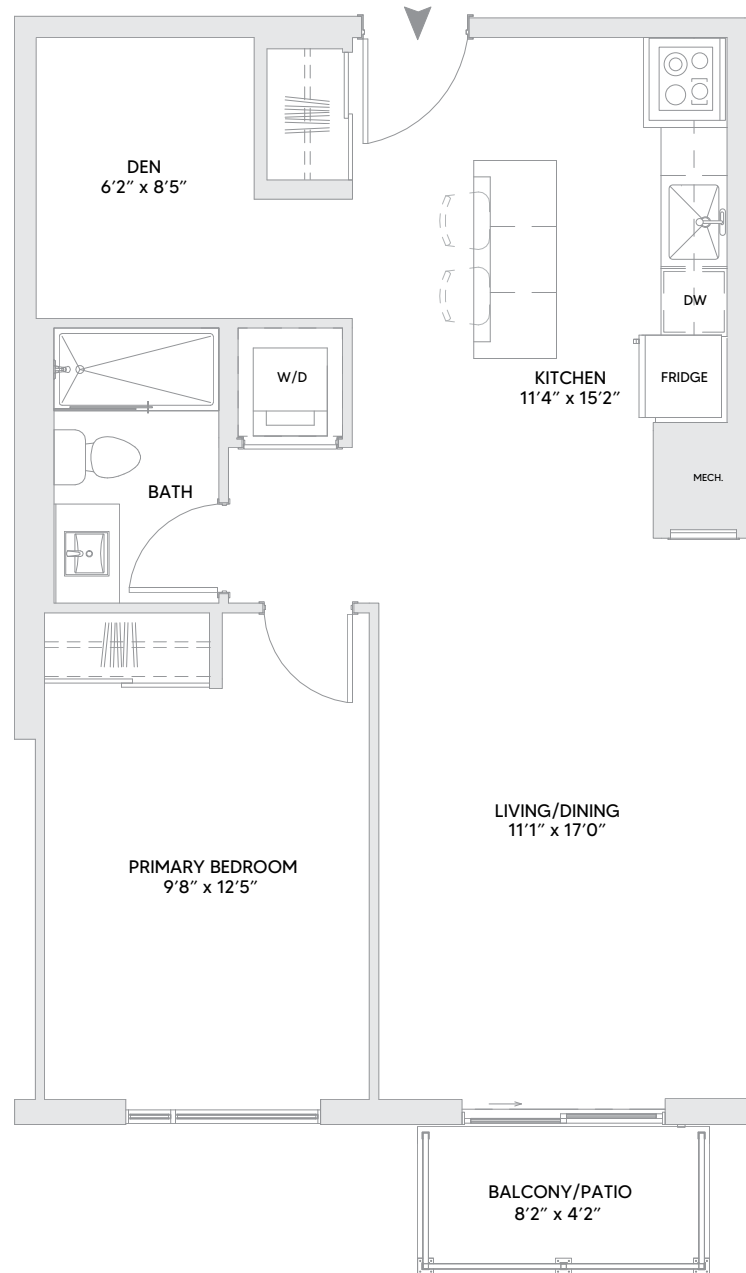 DEN
6’2” x 8’5”
W/D
DW
KITCHEN
11’4” x 15’2”
FRIDGE
MECH.
BATH
LIVING/DINING
11’1” x 17’0”
PRIMARY BEDROOM
9’8” x 12’5”
BALCONY/PATIO
8’2” x 4’2”